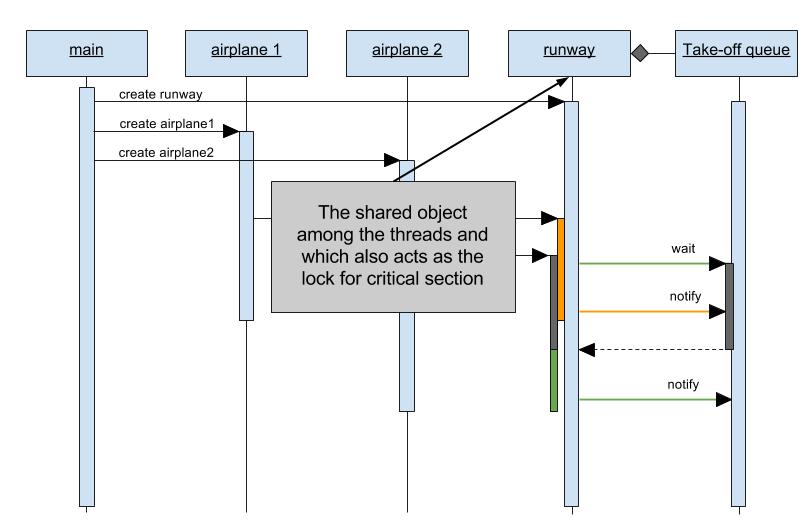 main
airplane 1
airplane 2
runway
Take-off queue
create runway
create airplane1
create airplane2
The shared object
among the threads and
which also acts as the
lock for critical section
wait
notify
notify